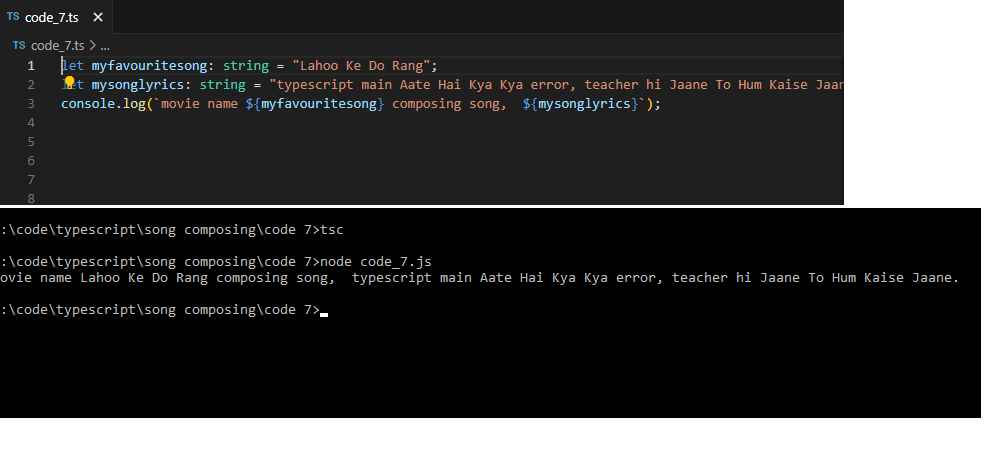 TS code_7.ts ×
TS code_7.ts > ...
1 let myfavouritesong: string = "Lahoo Ke Do Rang";
2 let mysonglyrics: string = "typescript main Aate Hai Kya Kya error, teacher hi Jaane To Hum Kaise Jaar
3 console.log(`movie name ${myfavouritesong} composing song,  ${mysonglyrics}`);
4
5
6
7
8
:\code\typescript\song composing\code 7>tsc
:\code\typescript\song composing\code 7>node code_7.js
ovie name Lahoo Ke Do Rang composing song,  typescript main Aate Hai Kya Kya error, teacher hi Jaane To Hum Kaise Jaane.
:\code\typescript\song composing\code 7>